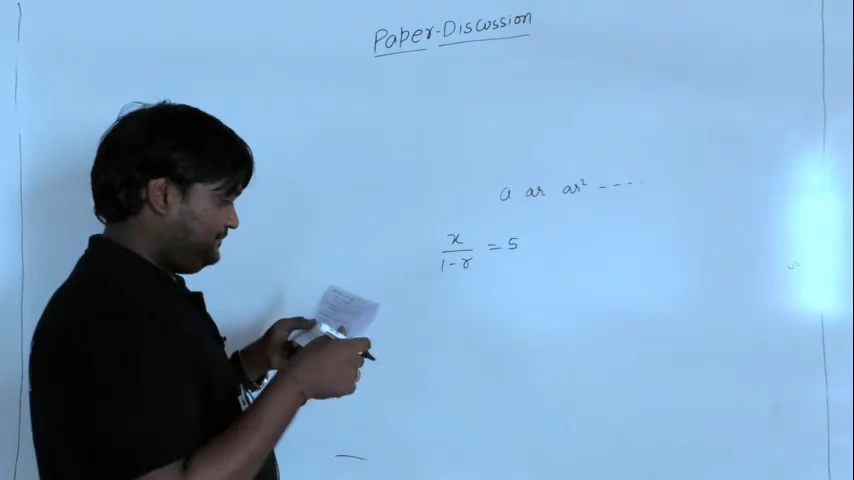 Paper-Discussion
a ar ar² ----
x/1-r = 5